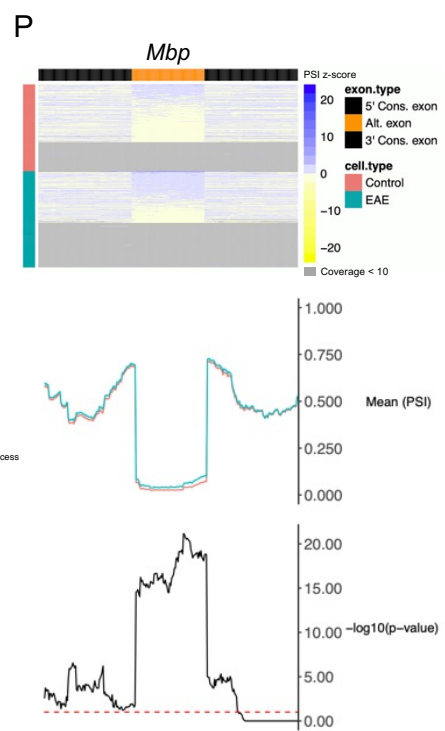 P
Mbp
PSI z-score
20
10
0
−10
−20
Coverage < 10
exon.type
5' Cons. exon
Alt. exon
3' Cons. exon
cell.type
Control
EAE
1.000
0.750
0.500
0.250
0.000
Mean (PSI)
cess
20.00
15.00
10.00
5.00
0.00
−log10(p−value)